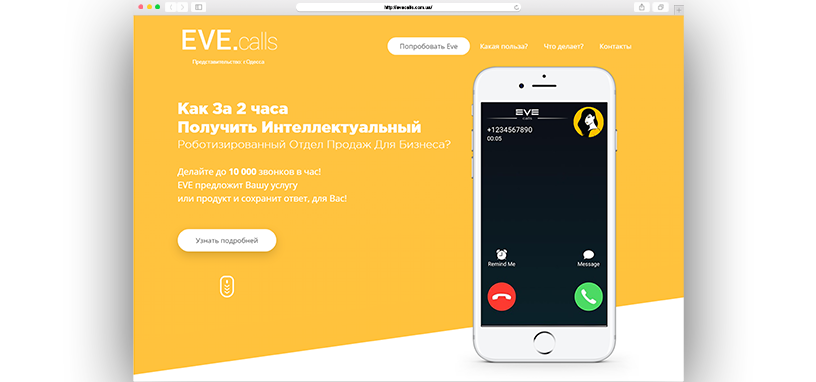 http://evecalls.com.ua/
EVE.calls
Представительство г.Одесса
Попробовать Eve
Какая польза?
Что делает?
Контакты
Как За 2 часа
Получить Интеллектуальный
Роботизированный Отдел Продаж Для Бизнеса?
Делайте до 10 000 звонков в час!
EVE предложит Вашу услугу
или продукт и сохранит ответ, для Вас!
Узнать подробней
EVE
calls
+1234567890
00:05
Remind Me
Message